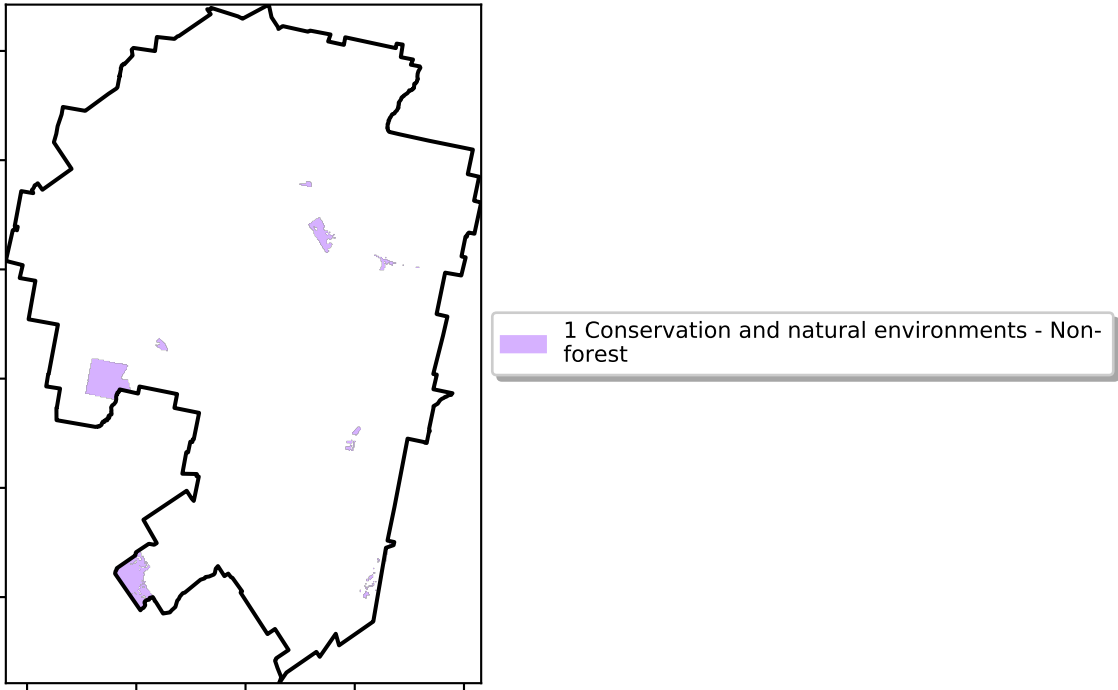 1 Conservation and natural environments - Non-
forest